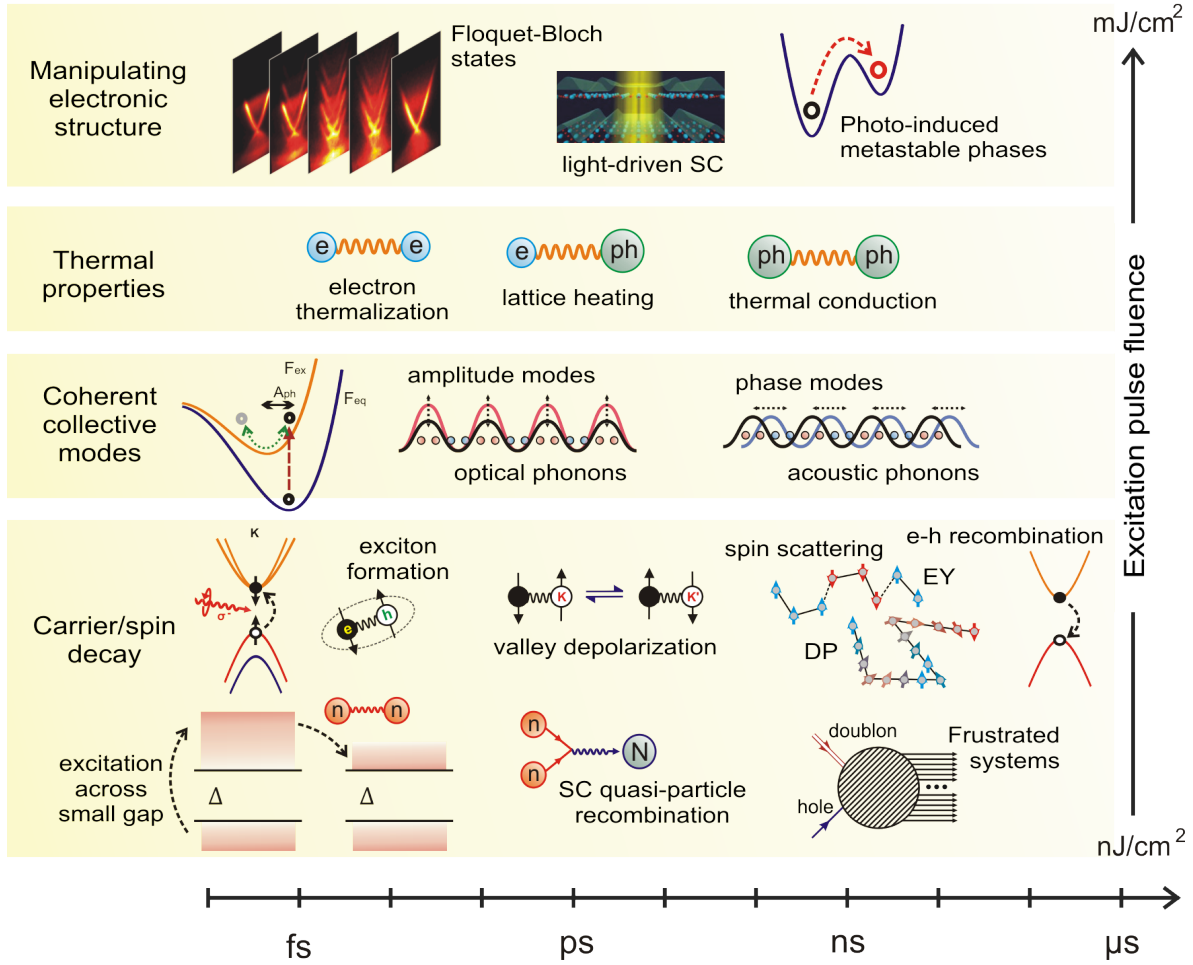 mJ/cm²
Manipulating
electronic
structure
Floquet-Bloch
states
light-driven SC
Photo-induced
metastable phases
Thermal
properties
e e
electron
thermalization
e ph
lattice heating
ph ph
thermal conduction
Excitation pulse fluence
Coherent
collective
modes
Fex
Aph
Feq
amplitude modes
optical phonons
phase modes
acoustic phonons
Carrier/spin
decay
K
σ-
exciton
formation
e h
K K'
valley depolarization
spin scattering
EY
DP
e-h recombination
excitation
across
small gap
Δ
n n
Δ
n
n
N
SC quasi-particle
recombination
doublon
hole
Frustrated
systems
nJ/cm²
fs ps ns µs